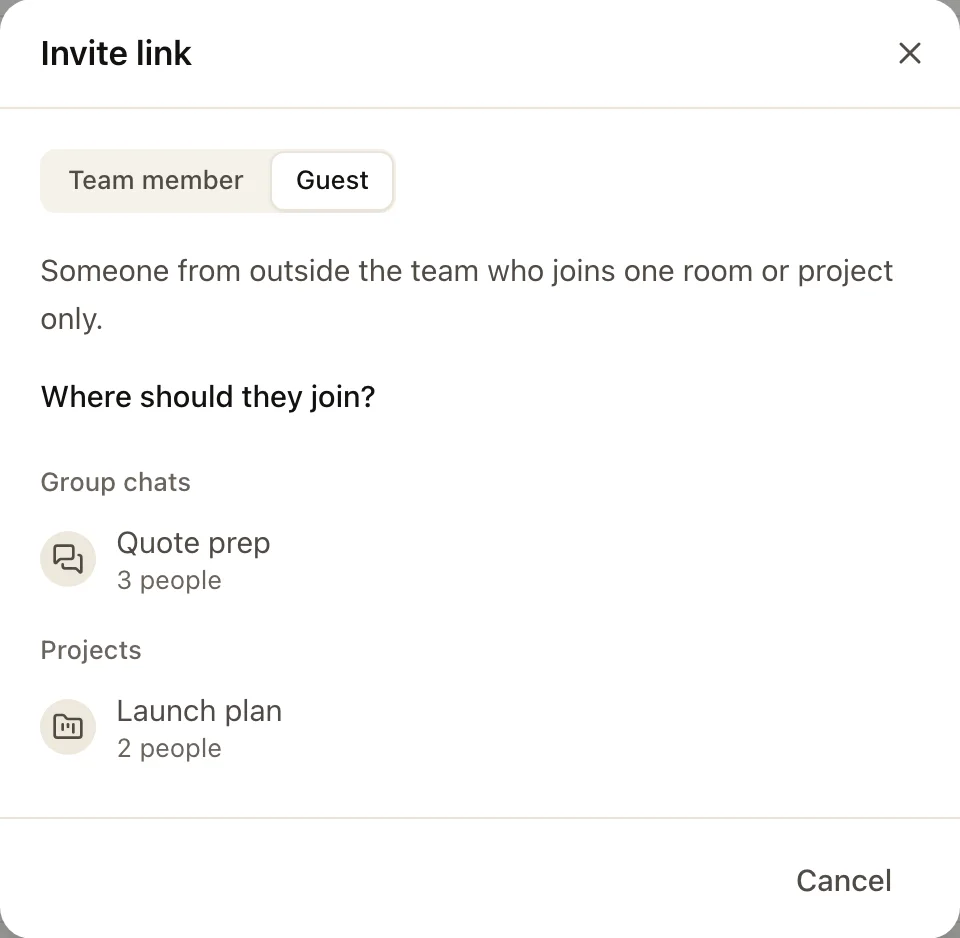 Invite link
Team member
Guest
Someone from outside the team who joins one room or project
only.
Where should they join?
Group chats
Quote prep
3 people
Projects
Launch plan
2 people
Cancel